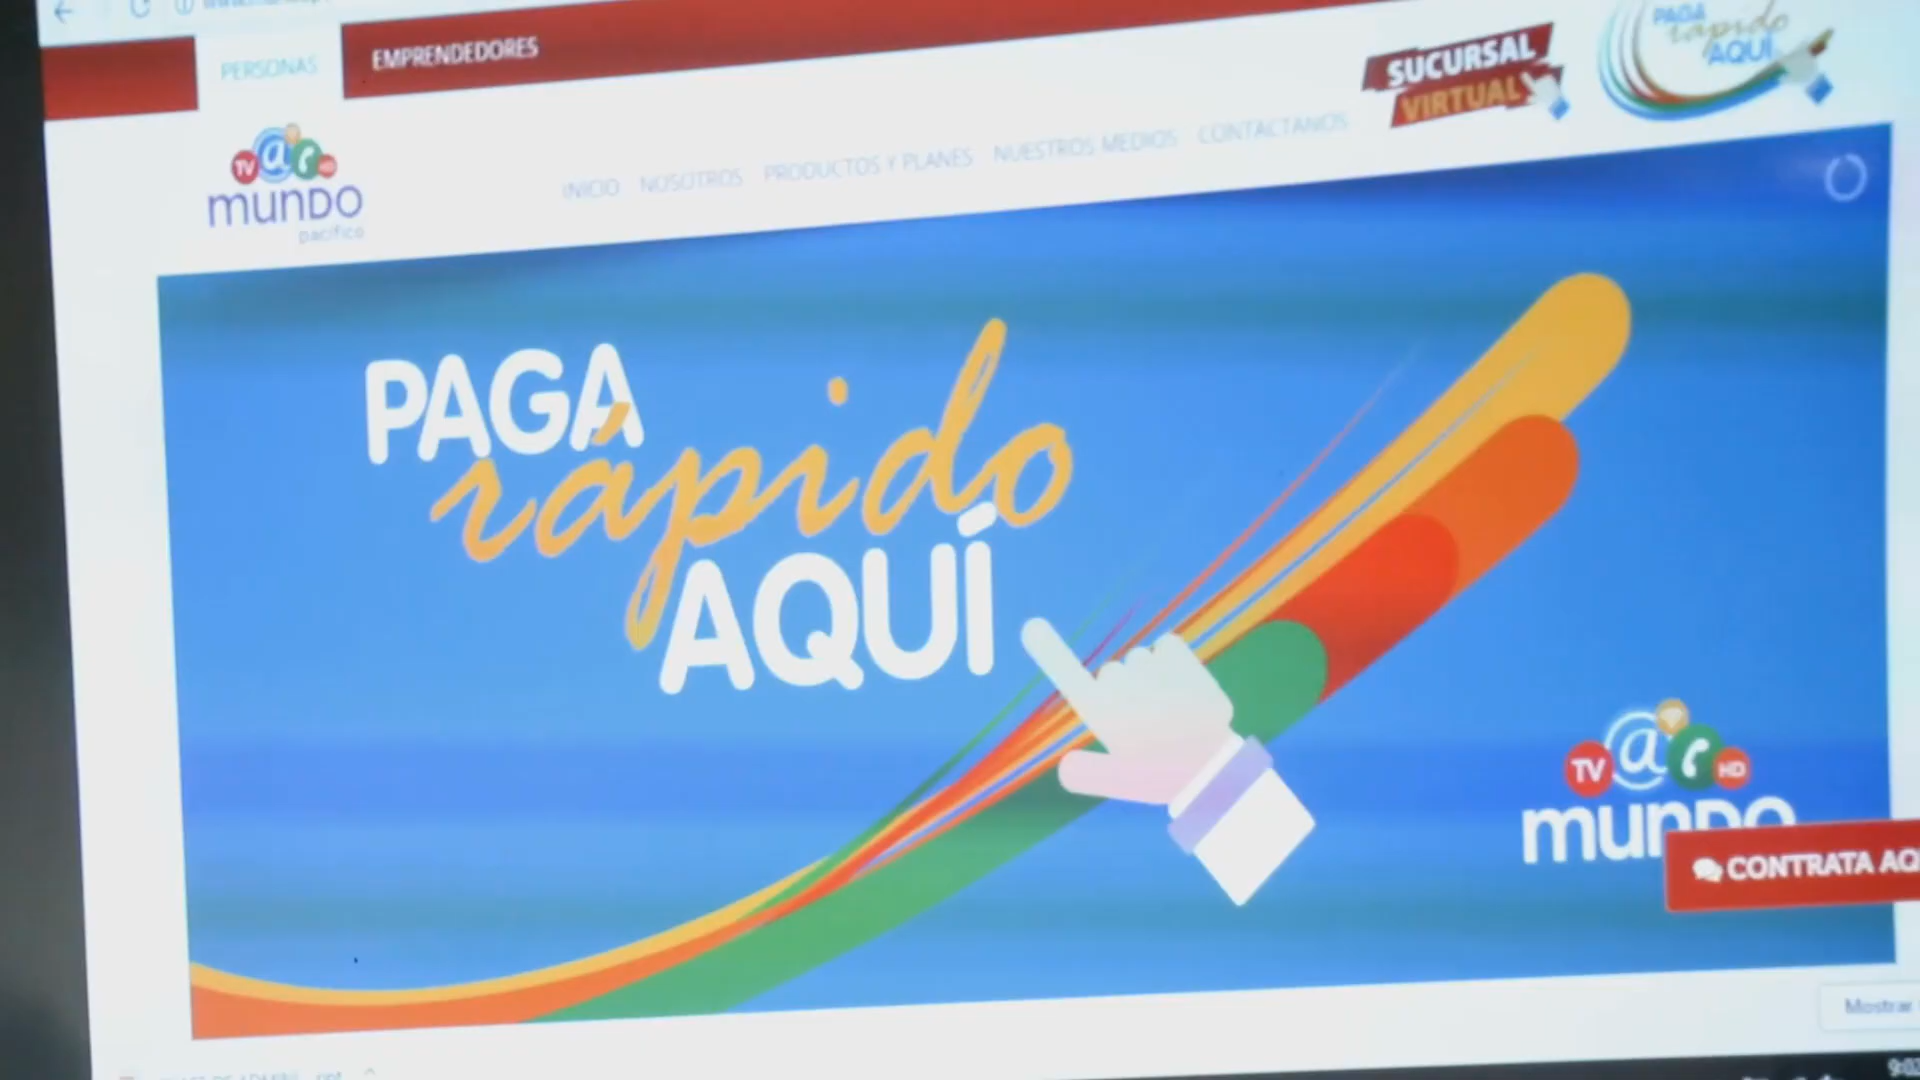 PERSONAS
EMPRENDEDORES
SUCURSAL
VIRTUAL
PAGA
rápido
AQUÍ
TV @ HD
mundo
pacífico
INICIO NOSOTROS PRODUCTOS Y PLANES NUESTROS MEDIOS CONTACTANOS
PAGA
rápido
AQUÍ
TV @ HD
mundo
CONTRATA AQ
Mostrar